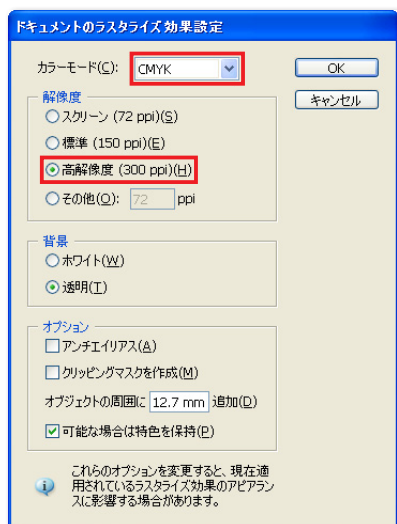 ドキュメントのラスタライズ効果設定
カラーモード(C): CMYK
OK
キャンセル
解像度
スクリーン (72 ppi)(S)
標準 (150 ppi)(E)
高解像度 (300 ppi)(H)
その他(O): 72 ppi
背景
ホワイト(W)
透明(T)
オプション
アンチエイリアス(A)
クリッピングマスクを作成(M)
オブジェクトの周囲に 12.7 mm 追加(D)
可能な場合は特色を保持(P)
これらのオプションを変更すると、現在適
用されているラスタライズ効果のアピアラン
スに影響する場合があります。